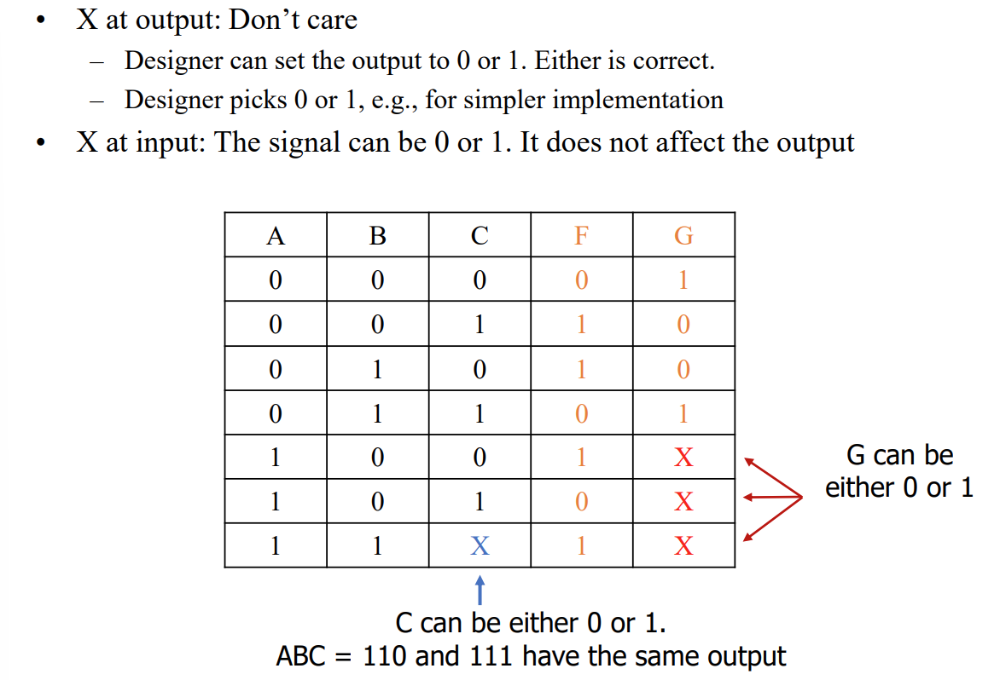 • X at output: Don’t care
– Designer can set the output to 0 or 1. Either is correct.
– Designer picks 0 or 1, e.g., for simpler implementation
• X at input: The signal can be 0 or 1. It does not affect the output
A B C F G
0 0 0 0 1
0 0 1 1 0
0 1 0 1 0
0 1 1 0 1
1 0 0 1 X
1 0 1 0 X
1 1 X 1 X
G can be
either 0 or 1
C can be either 0 or 1.
ABC = 110 and 111 have the same output